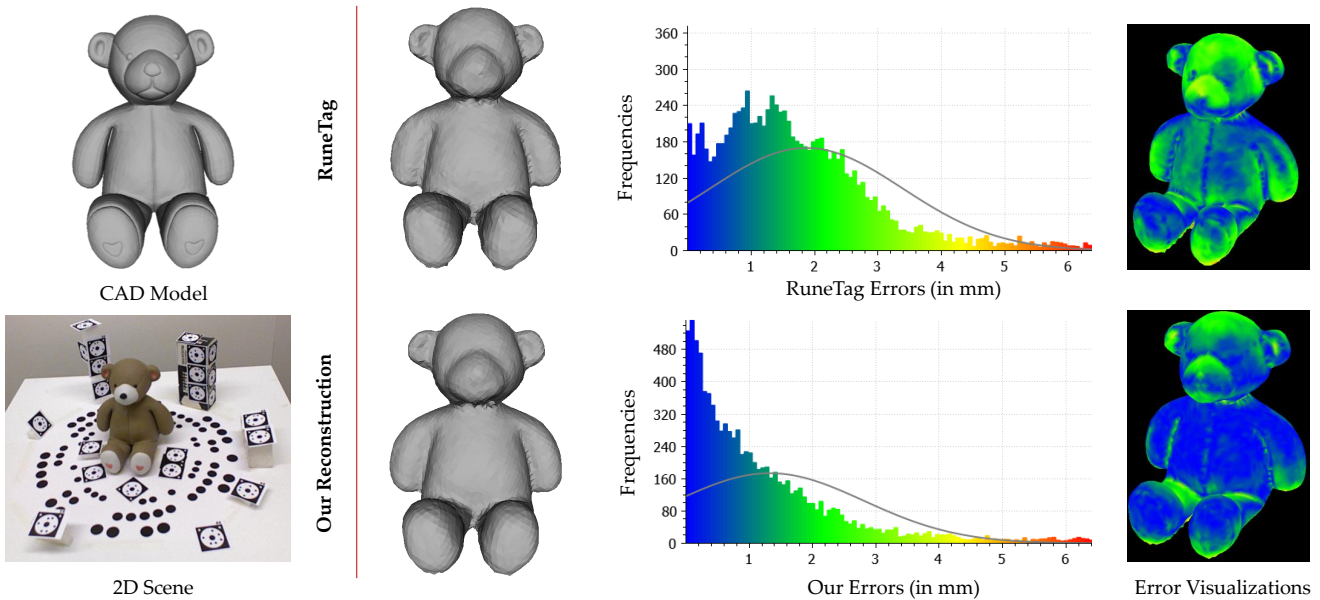 CAD Model
2D Scene
RuneTag
Our Reconstruction
Frequencies
360
300
240
180
120
60
0
1 2 3 4 5 6
RuneTag Errors (in mm)
Frequencies
480
400
320
240
160
80
0
1 2 3 4 5 6
Our Errors (in mm)
Error Visualizations